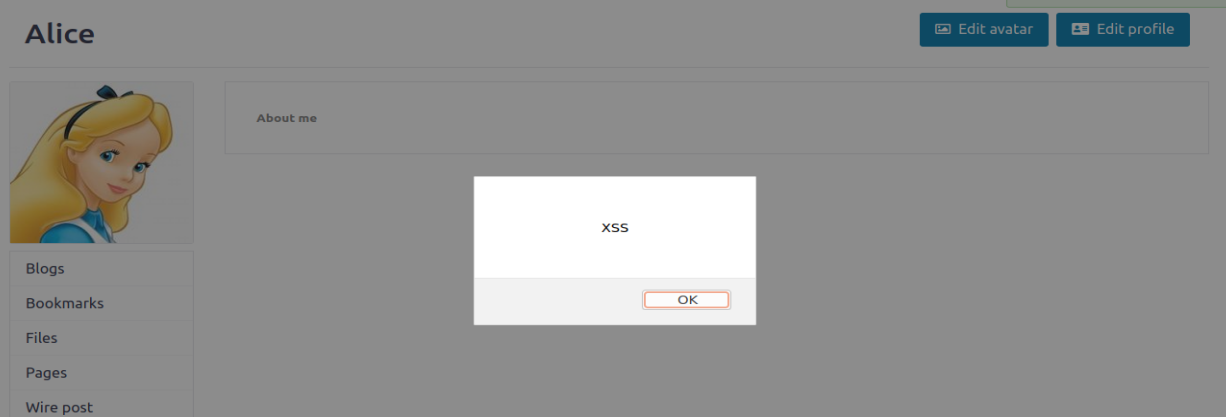 Alice
Edit avatar
Edit profile
About me
xss
OK
Blogs
Bookmarks
Files
Pages
Wire post